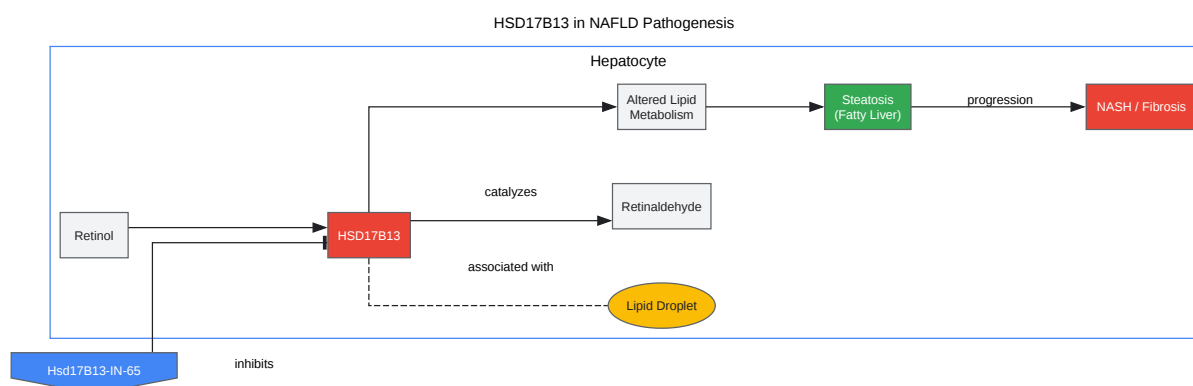 HSD17B13 in NAFLD Pathogenesis
Hepatocyte
Altered Lipid
Metabolism
Steatosis
(Fatty Liver)
progression
NASH / Fibrosis
catalyzes
Retinaldehyde
Retinol
HSD17B13
associated with
Lipid Droplet
Hsd17B13-IN-65
inhibits